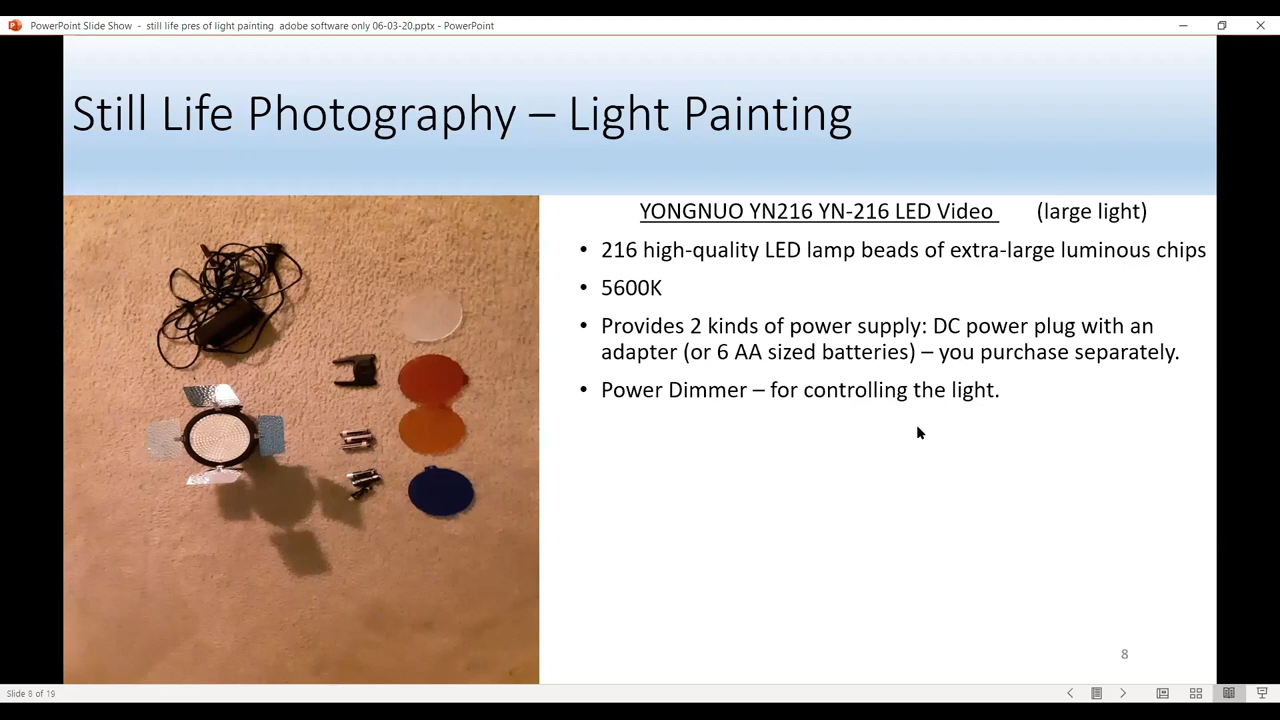 PowerPoint Slide Show - still life pres of light painting adobe software only 06-03-20.pptx - PowerPoint
Still Life Photography – Light Painting
YONGNUO YN216 YN-216 LED Video (large light)
• 216 high-quality LED lamp beads of extra-large luminous chips
• 5600K
• Provides 2 kinds of power supply: DC power plug with an
adapter (or 6 AA sized batteries) – you purchase separately.
• Power Dimmer – for controlling the light.
8
Slide 8 of 19